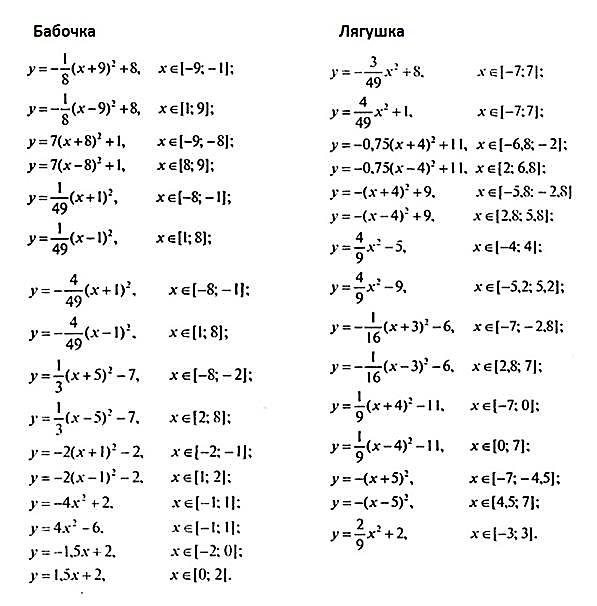 Бабочка
y=-1/8(x+9)²+8, x∈[-9; -1];
y=-1/8(x-9)²+8, x∈[1; 9];
y=7(x+8)²+1, x∈[-9; -8];
y=7(x-8)²+1, x∈[8; 9];
y=1/49(x+1)², x∈[-8; -1];
y=1/49(x-1)², x∈[1; 8];
y=-4/49(x+1)², x∈[-8; -1];
y=-4/49(x-1)². x∈[1; 8];
y=1/3(x+5)²-7, x∈[-8; -2];
y=1/3(x-5)²-7, x∈[2; 8];
y=-2(x+1)²-2, x∈[-2; -1];
y=-2(x-1)²-2, x∈[1; 2];
y=-4x²+2, x∈[-1; 1];
y=4x²-6. x∈[-1; 1];
y=-1,5x+2, x∈[-2; 0];
y=1,5x+2, x∈[0; 2].
Лягушка
y=-3/49x²+8, x∈[-7;7];
y=4/49x²+1, x∈[-7;7];
y=-0,75(x+4)²+11, x∈[-6,8; -2];
y=-0,75(x-4)²+11, x∈[2; 6,8];
y=-(x+4)²+9, x∈[-5,8; -2,8]
y=-(x-4)²+9, x∈[2,8; 5,8];
y=4/9x²-5, x∈[-4; 4];
y=4/9x²-9, x∈[-5,2; 5,2];
y=-1/16(x+3)²-6, x∈[-7; -2,8];
y=-1/16(x-3)²-6, x∈[2,8; 7];
y=1/9(x+4)²-11, x∈[-7; 0];
y=1/9(x-4)²-11, x∈[0; 7];
y=-(x+5)², x∈[-7; -4,5];
y=-(x-5)², x∈[4,5; 7];
y=2/9x²+2, x∈[-3; 3].